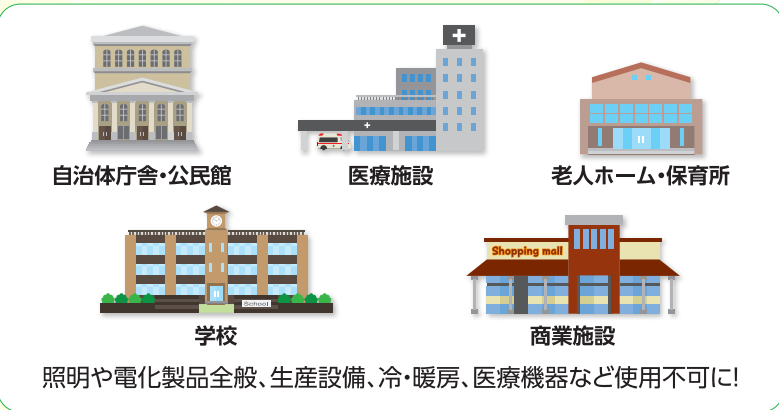 自治体庁舎・公民館
医療施設
老人ホーム・保育所
Shopping mall
School
学校
商業施設
照明や電化製品全般、生産設備、冷・暖房、医療機器など使用不可に!